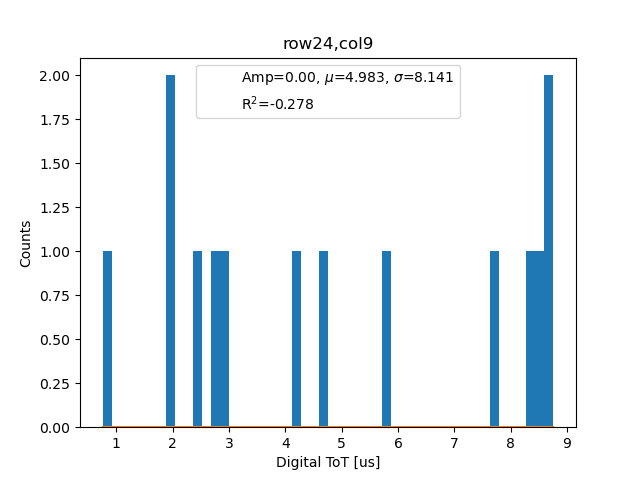 row24,col9
Amp=0.00, μ=4.983, σ=8.141
R²=-0.278
Counts
2.00
1.75
1.50
1.25
1.00
0.75
0.50
0.25
0.00
1 2 3 4 5 6 7 8 9
Digital ToT [us]